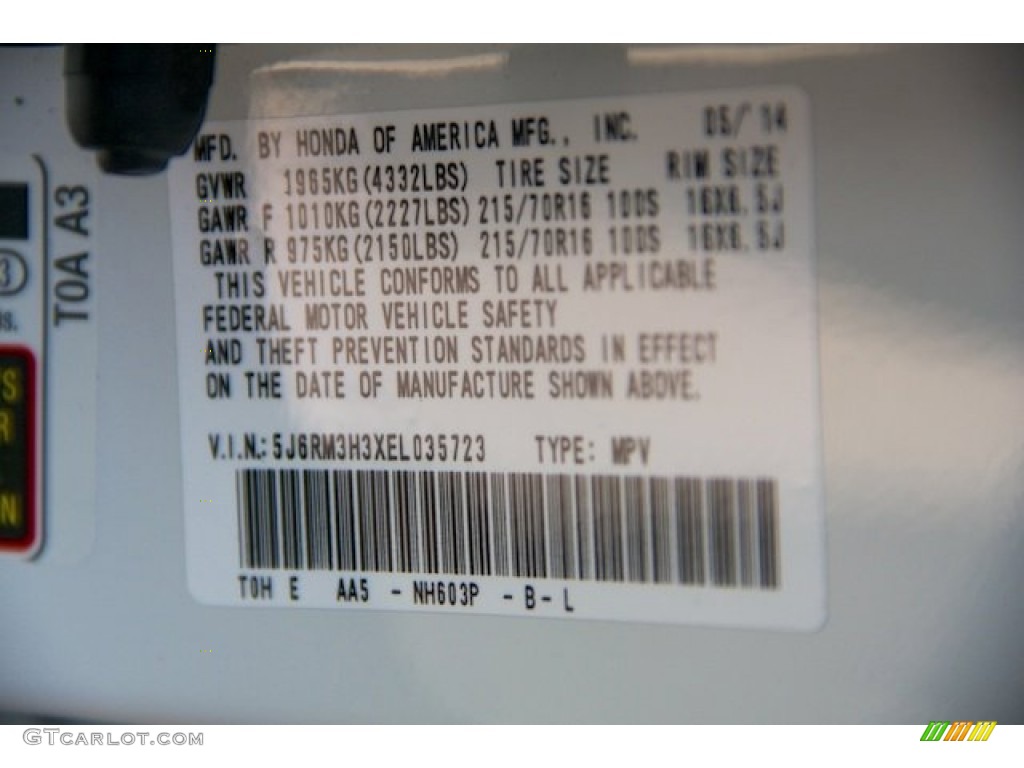 MFD. BY HONDA OF AMERICA MFG., INC. 05/ 14
GVWR 1965KG(4332LBS) TIRE SIZE RIM SIZE
GAWR F 1010KG(2227LBS) 215/70R16 100S 16X6.5J
GAWR R 975KG(2150LBS) 215/70R16 100S 16X6.5J
THIS VEHICLE CONFORMS TO ALL APPLICABLE
FEDERAL MOTOR VEHICLE SAFETY
AND THEFT PREVENTION STANDARDS IN EFFECT
ON THE DATE OF MANUFACTURE SHOWN ABOVE.
V.I.N.: 5J6RM3H3XEL035723 TYPE: MPV
T0H E AA5 - NH603P - B - L
T0A A3
GTcarlot.com